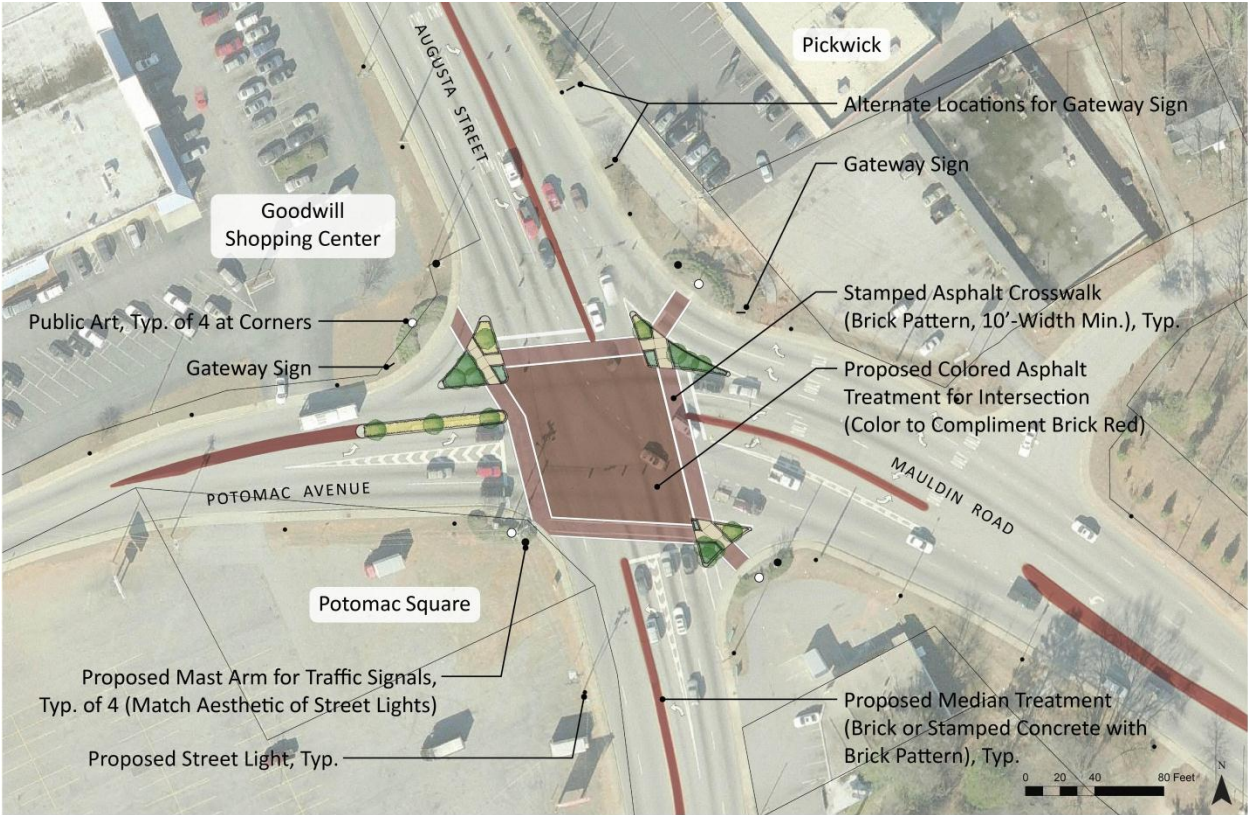 AUGUSTA STREET
Pickwick
Alternate Locations for Gateway Sign
Gateway Sign
Goodwill
Shopping Center
Public Art, Typ. of 4 at Corners
Gateway Sign
Stamped Asphalt Crosswalk
(Brick Pattern, 10'-Width Min.), Typ.
Proposed Colored Asphalt
Treatment for Intersection
(Color to Compliment Brick Red)
MAULDIN ROAD
POTOMAC AVENUE
Potomac Square
Proposed Mast Arm for Traffic Signals,
Typ. of 4 (Match Aesthetic of Street Lights)
Proposed Street Light, Typ.
Proposed Median Treatment
(Brick or Stamped Concrete with
Brick Pattern), Typ.
0 20 40 80 Feet
N